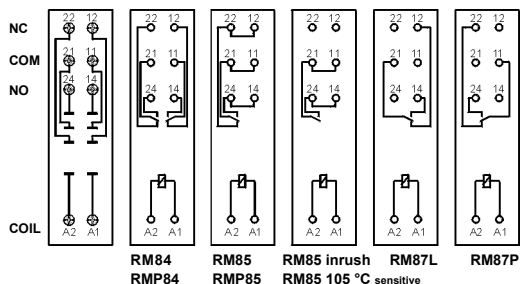 22 12 22 12 22 12 22 12 22 12 22 12
NC
COM
21 11 21 11 21 11 21 11 21 11 21 11
NO
24 14 24 14 24 14 24 14 24 14 24 14
COIL
A2 A1 A2 A1 A2 A1 A2 A1 A2 A1 A2 A1
RM84 RM85 RM85 inrush RM87L RM87P
RMP84 RMP85 RM85 105 °C sensitive